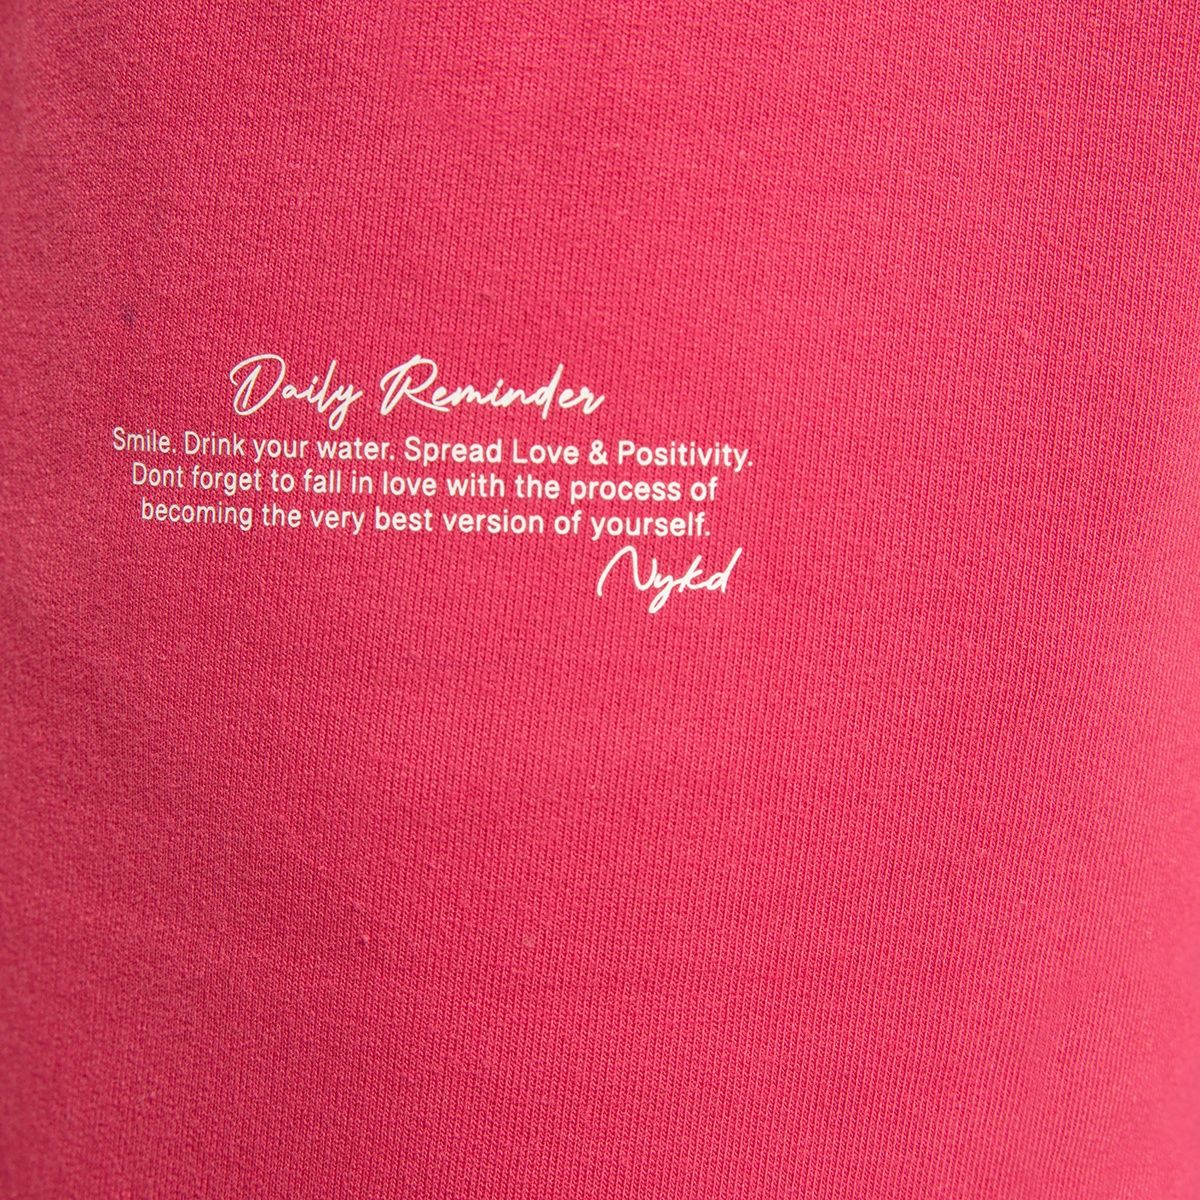 Daily Reminder
Smile. Drink your water. Spread Love & Positivity.
Dont forget to fall in love with the process of
becoming the very best version of yourself.
Nykd